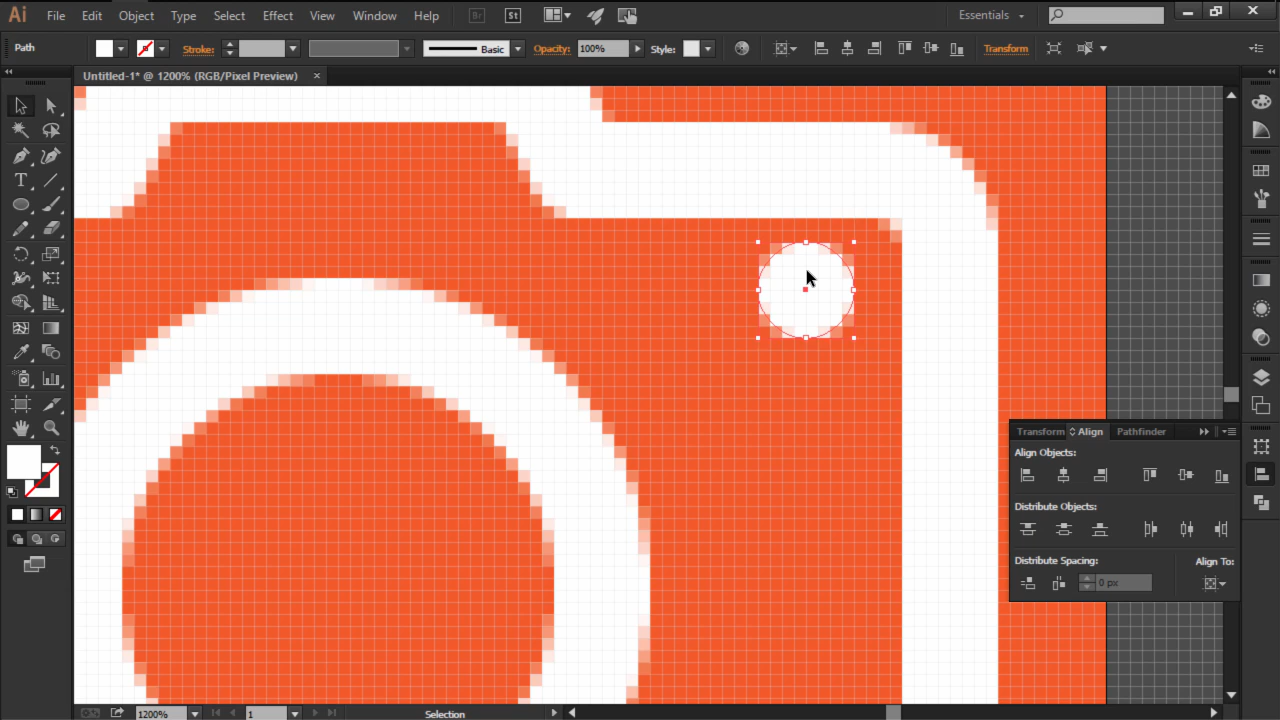 Ai File Edit Object Type Select Effect View Window Help Br St Essentials
Path Stroke: Basic Opacity: 100% Style: Transform
Untitled-1* @ 1200% (RGB/Pixel Preview) ×
Transform Align Pathfinder
Align Objects:
Distribute Objects:
Distribute Spacing: Align To:
0 px
1200% 1 Selection